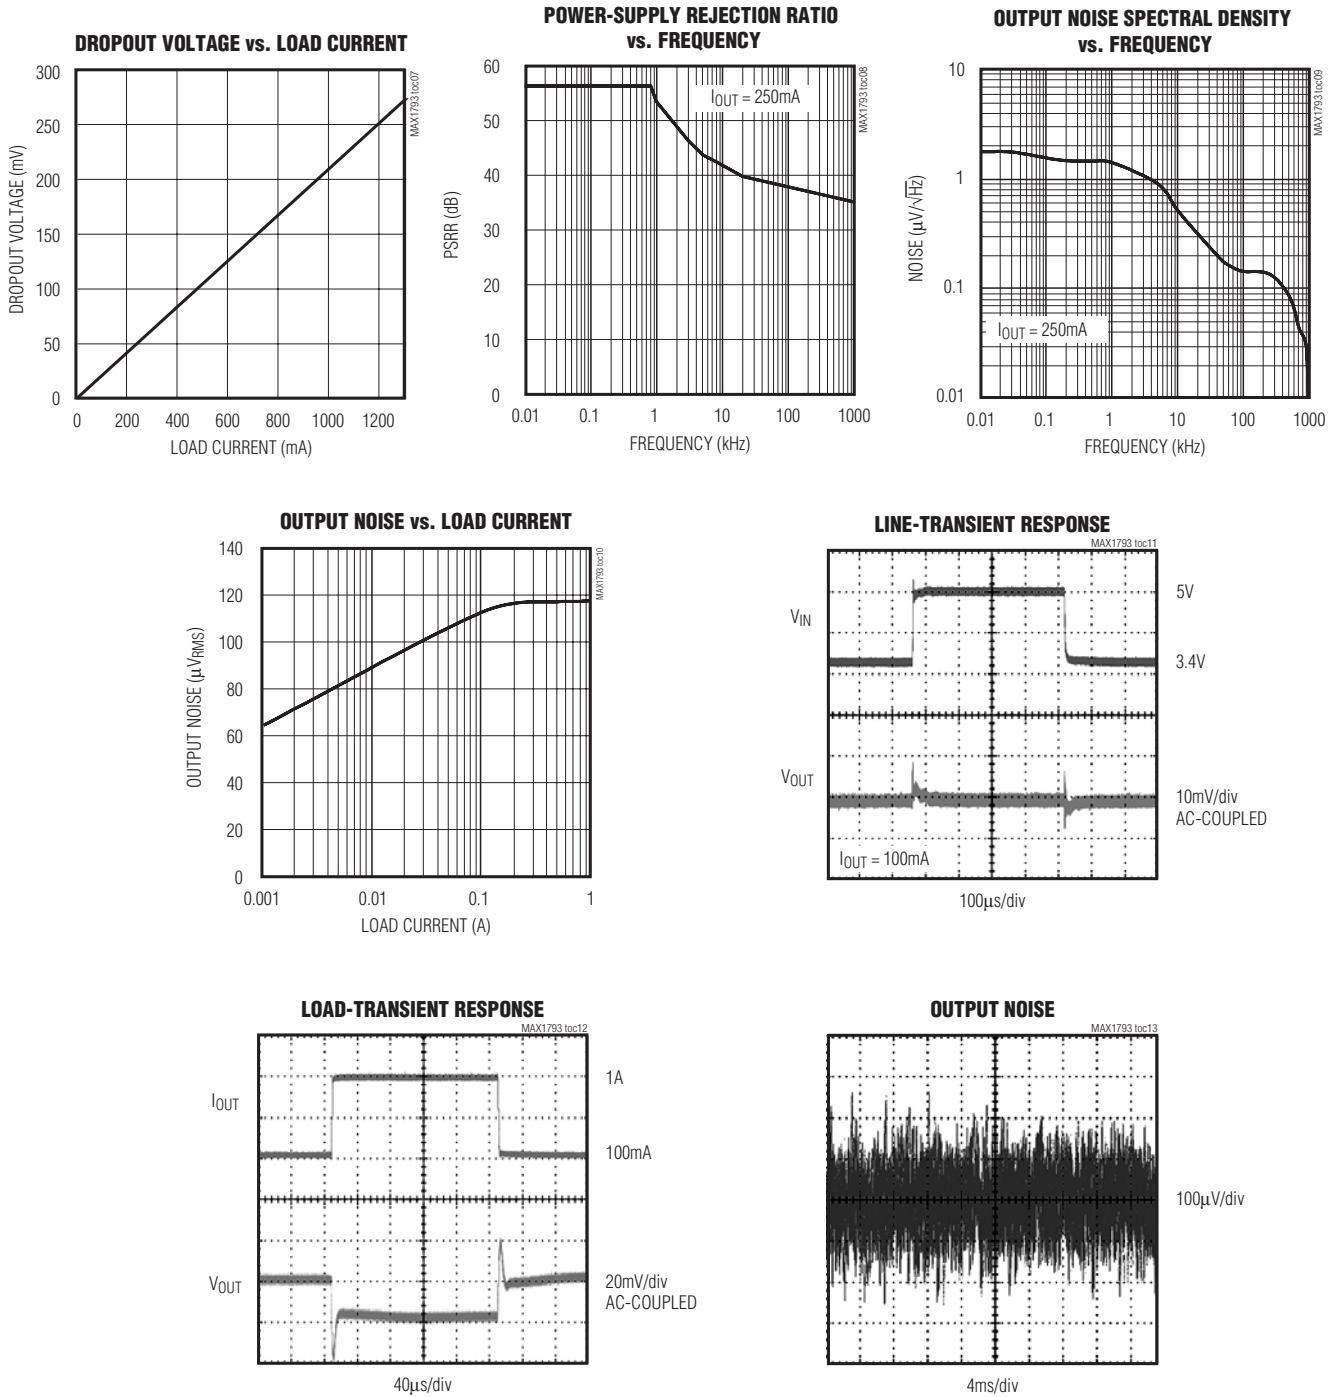 DROPOUT VOLTAGE vs. LOAD CURRENT
MAX1793 toc07
DROPOUT VOLTAGE (mV)
300
250
200
150
100
50
0
0 200 400 600 800 1000 1200
LOAD CURRENT (mA)
POWER-SUPPLY REJECTION RATIO
vs. FREQUENCY
MAX1793 toc08
IOUT = 250mA
PSRR (dB)
60
50
40
30
20
10
0
0.01 0.1 1 10 100 1000
FREQUENCY (kHz)
OUTPUT NOISE SPECTRAL DENSITY
vs. FREQUENCY
MAX1793 toc09
NOISE (μV/√Hz)
10
1
0.1
0.01
IOUT = 250mA
0.01 0.1 1 10 100 1000
FREQUENCY (kHz)
OUTPUT NOISE vs. LOAD CURRENT
MAX1793 toc10
OUTPUT NOISE (μVRMS)
140
120
100
80
60
40
20
0
0.001 0.01 0.1 1
LOAD CURRENT (A)
LINE-TRANSIENT RESPONSE
MAX1793 toc11
VIN
5V
3.4V
VOUT
10mV/div
AC-COUPLED
IOUT = 100mA
100μs/div
LOAD-TRANSIENT RESPONSE
MAX1793 toc12
IOUT
1A
100mA
VOUT
20mV/div
AC-COUPLED
40μs/div
OUTPUT NOISE
MAX1793 toc13
100μV/div
4ms/div